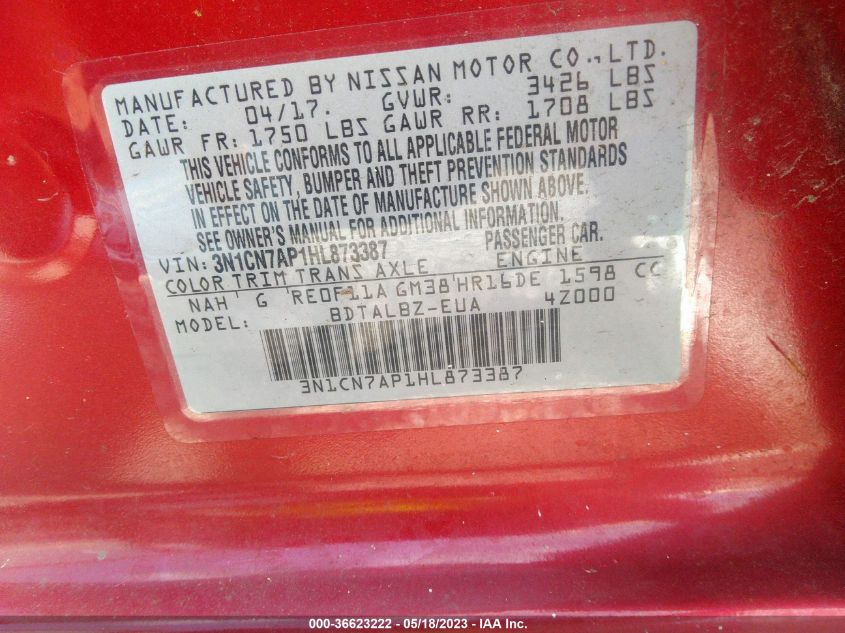 MANUFACTURED BY NISSAN MOTOR CO., LTD.
DATE: 04/17. GVWR: 3426 LBS
GAWR FR: 1750 LBS GAWR RR: 1708 LBS
THIS VEHICLE CONFORMS TO ALL APPLICABLE FEDERAL MOTOR
VEHICLE SAFETY, BUMPER AND THEFT PREVENTION STANDARDS
IN EFFECT ON THE DATE OF MANUFACTURE SHOWN ABOVE.
SEE OWNER'S MANUAL FOR ADDITIONAL INFORMATION.
VIN: 3N1CN7AP1HL873387 PASSENGER CAR.
COLOR TRIM TRANS AXLE ENGINE
NAH G RE0F11A GM38 HR16DE 1598 CC
MODEL: BDTALBZ-EUA 4Z000
3N1CN7AP1HL873387
000-36623222 — 05/18/2023 — IAA Inc.